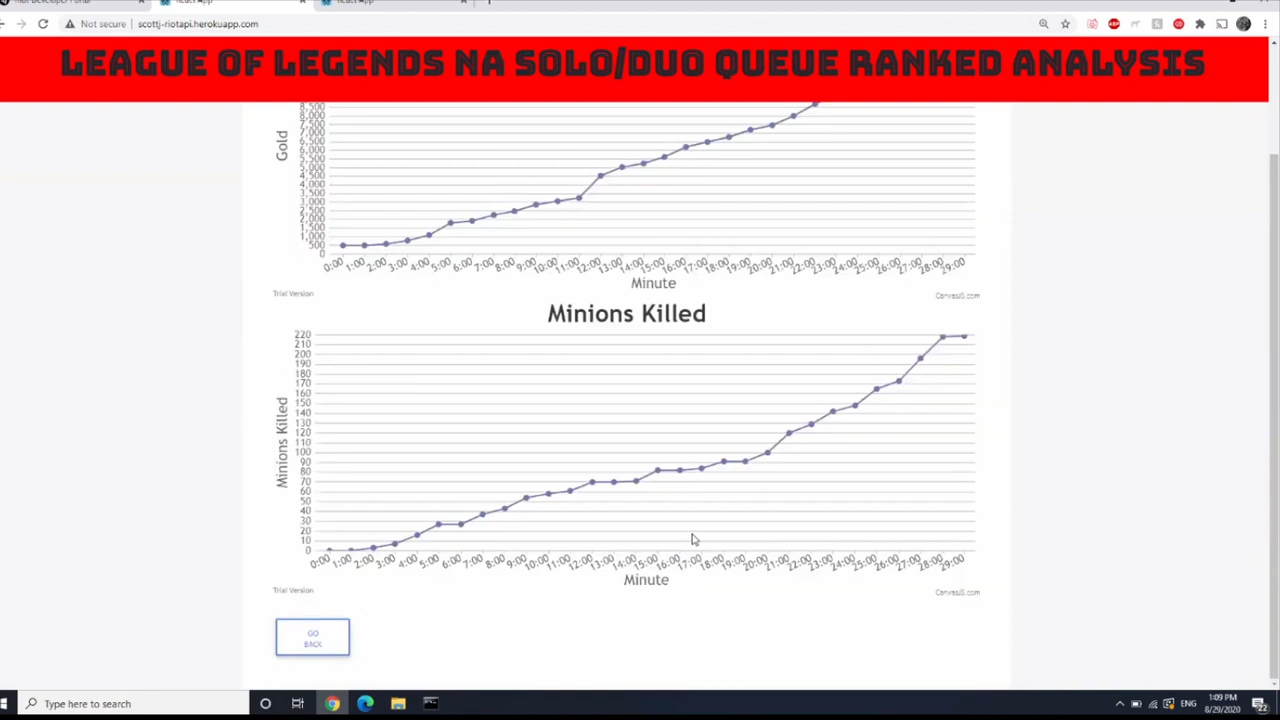 React App
React App
Not secure | scottj-riotapi.herokuapp.com
LEAGUE OF LEGENDS NA SOLO/DUO QUEUE RANKED ANALYSIS
Gold
8,500
8,000
7,500
6,500
6,000
5,500
5,000
4,500
4,000
3,500
3,000
2,500
2,000
1,500
1,000
500
0
0:00 1:00 2:00 3:00 4:00 5:00 6:00 7:00 8:00 9:00 10:00 11:00 12:00 13:00 14:00 15:00 16:00 17:00 18:00 19:00 20:00 21:00 22:00 23:00 24:00 25:00 26:00 27:00 28:00 29:00
Minute
Trial Version
CanvasJS.com
Minions Killed
Minions Killed
220
210
200
190
180
170
160
150
140
130
120
110
100
90
80
70
60
50
40
30
20
10
0
0:00 1:00 2:00 3:00 4:00 5:00 6:00 7:00 8:00 9:00 10:00 11:00 12:00 13:00 14:00 15:00 16:00 17:00 18:00 19:00 20:00 21:00 22:00 23:00 24:00 25:00 26:00 27:00 28:00 29:00
Minute
Trial Version
CanvasJS.com
GO
BACK
Type here to search
ENG
1:09 PM
8/29/2020
22